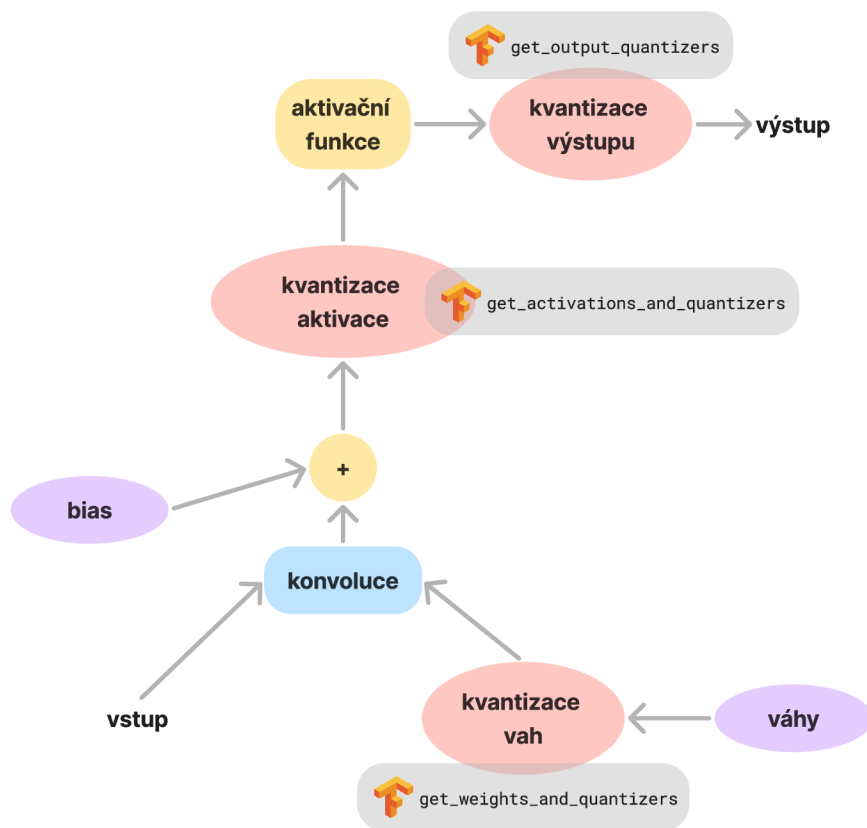 get_output_quantizers
aktivační
funkce
kvantizace
výstupu
výstup
kvantizace
aktivace
get_activations_and_quantizers
+
bias
konvoluce
vstup
kvantizace
vah
váhy
get_weights_and_quantizers